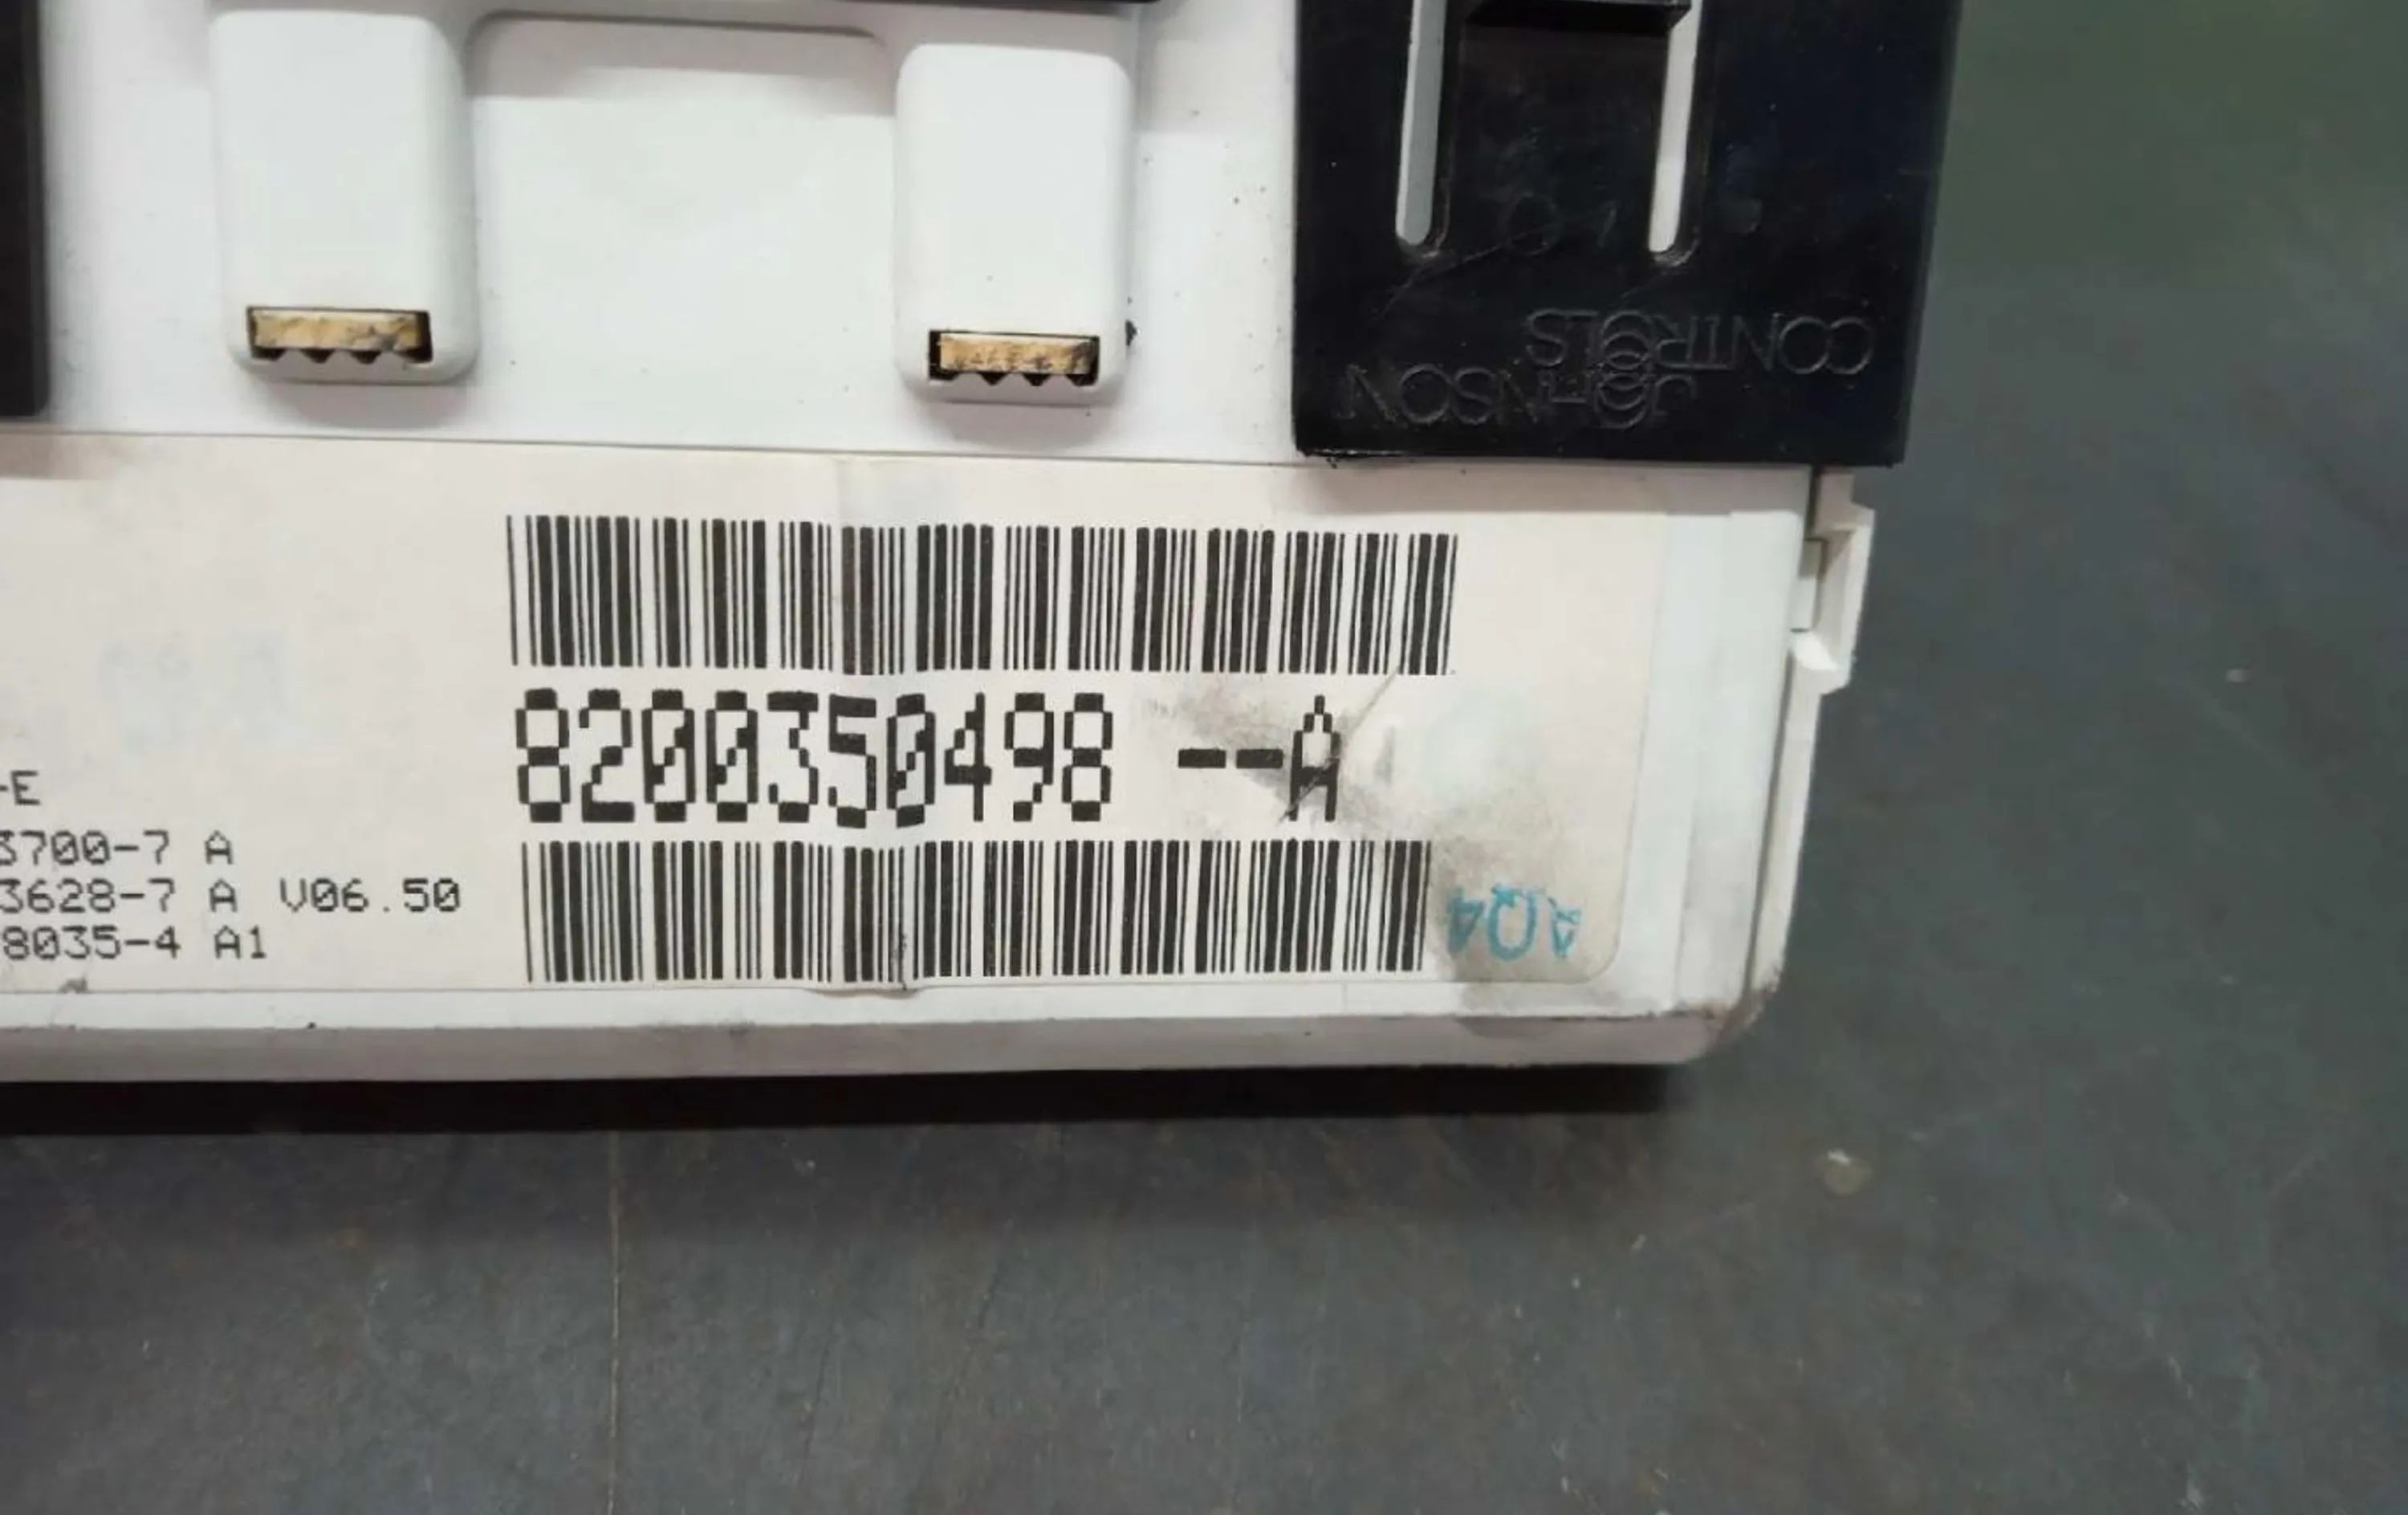 JOHNSON
CONTROLS
8200350498 --A
-E
3700-7 A
3628-7 A V06.50
8035-4 A1
AQ4